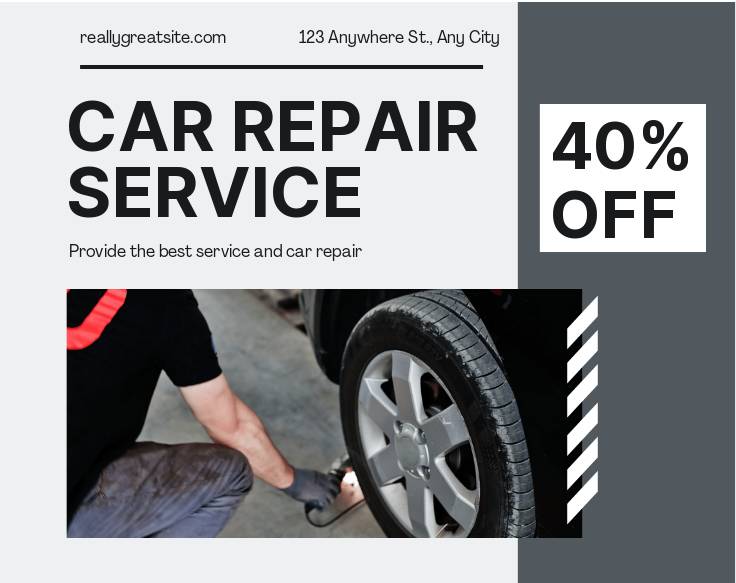 reallygreatsite.com
123 Anywhere St., Any City
CAR REPAIR
SERVICE
Provide the best service and car repair
40%
OFF